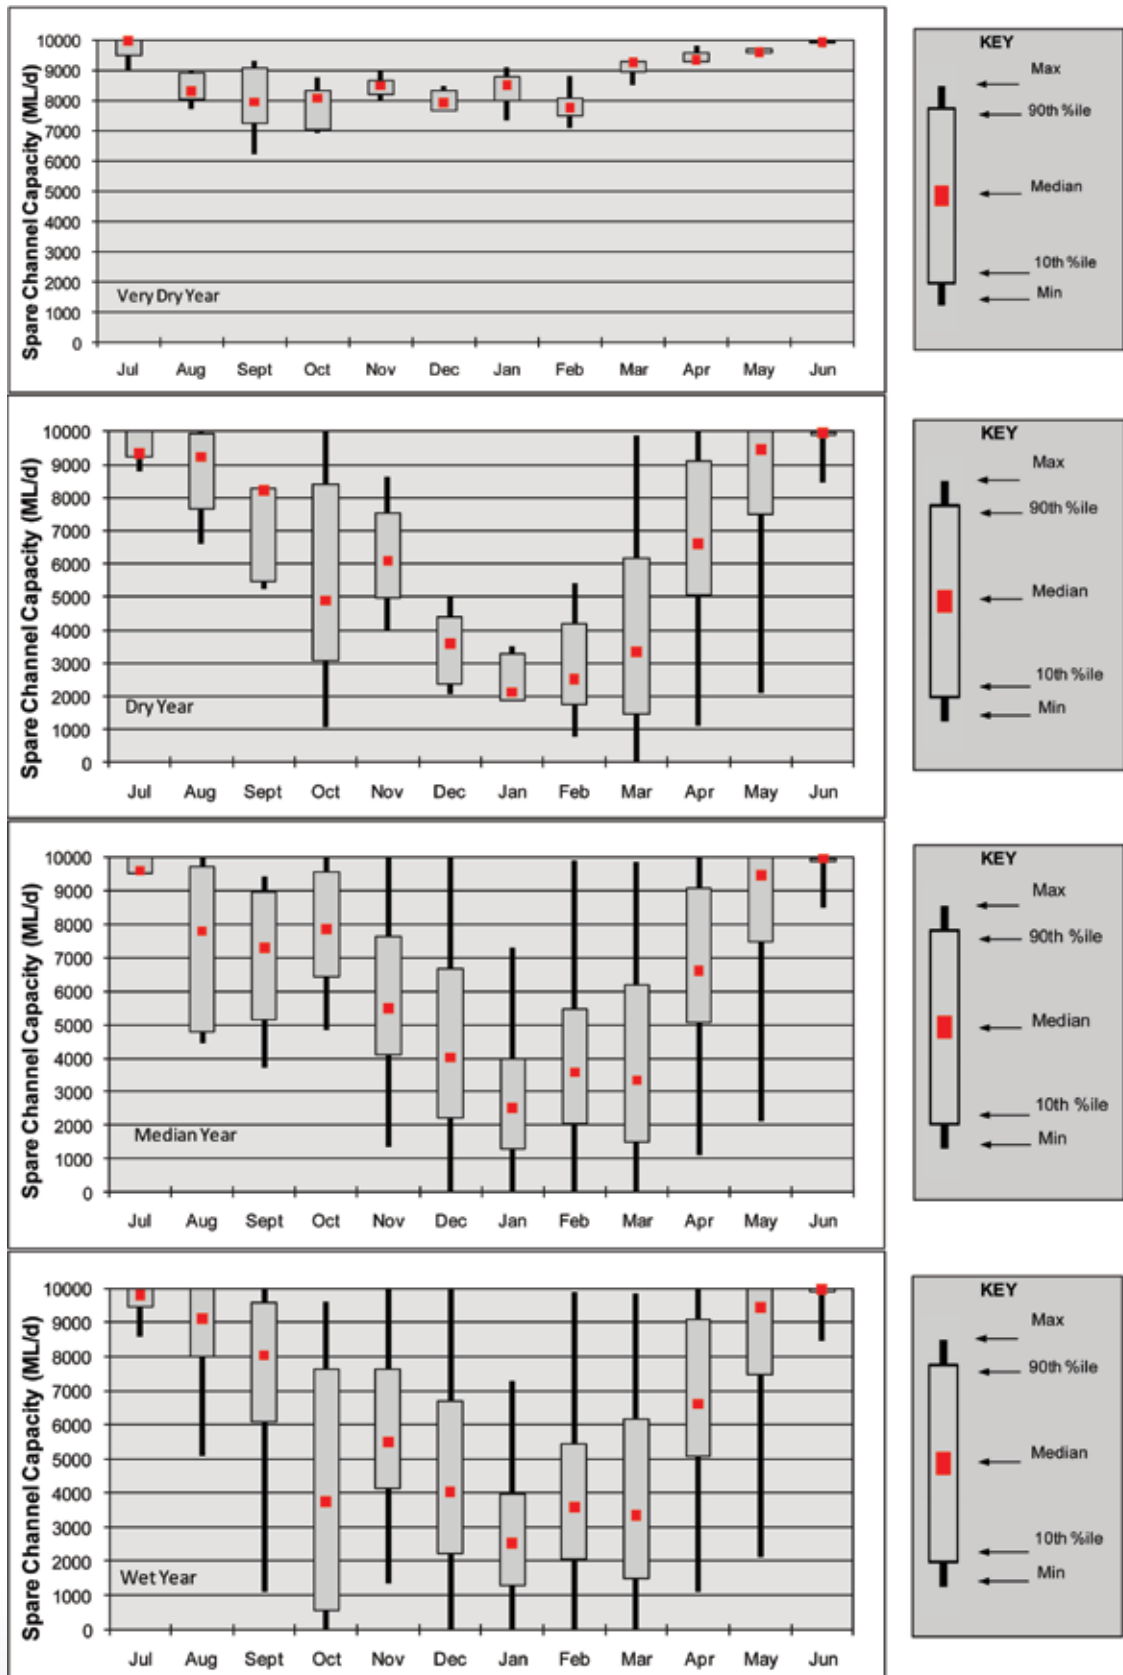 Spare Channel Capacity (ML/d)
10000
9000
8000
7000
6000
5000
4000
3000
2000
1000
0
Very Dry Year
Jul Aug Sept Oct Nov Dec Jan Feb Mar Apr May Jun
KEY
Max
90th %ile
Median
10th %ile
Min
Spare Channel Capacity (ML/d)
10000
9000
8000
7000
6000
5000
4000
3000
2000
1000
0
Dry Year
Jul Aug Sept Oct Nov Dec Jan Feb Mar Apr May Jun
KEY
Max
90th %ile
Median
10th %ile
Min
Spare Channel Capacity (ML/d)
10000
9000
8000
7000
6000
5000
4000
3000
2000
1000
0
Median Year
Jul Aug Sept Oct Nov Dec Jan Feb Mar Apr May Jun
KEY
Max
90th %ile
Median
10th %ile
Min
Spare Channel Capacity (ML/d)
10000
9000
8000
7000
6000
5000
4000
3000
2000
1000
0
Wet Year
Jul Aug Sept Oct Nov Dec Jan Feb Mar Apr May Jun
KEY
Max
90th %ile
Median
10th %ile
Min